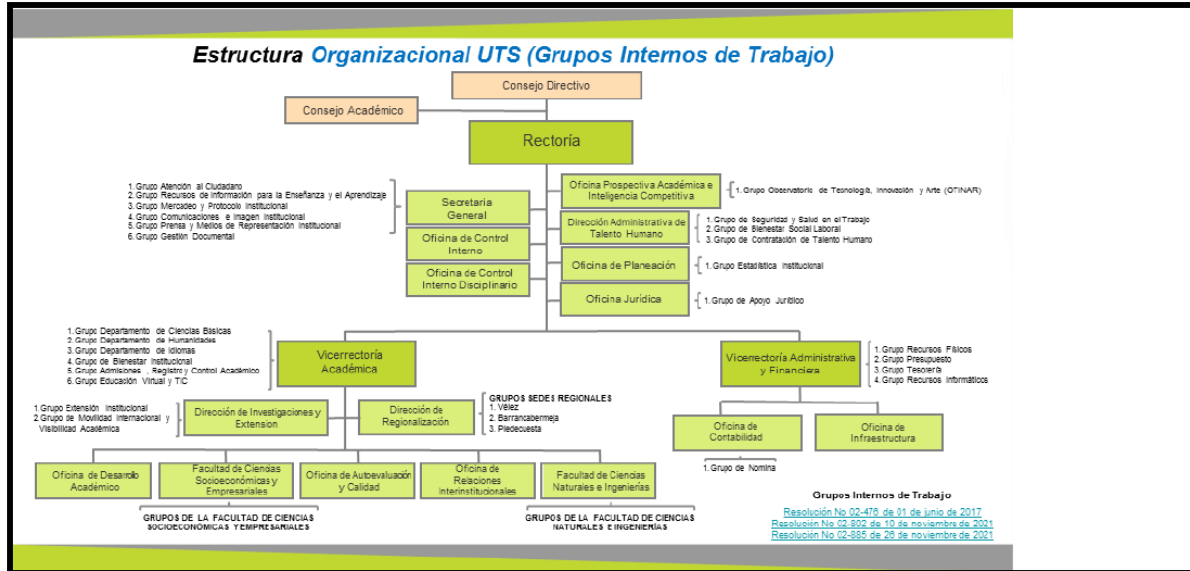 Estructura Organizacional UTS (Grupos Internos de Trabajo)
Consejo Directivo
Consejo Académico
Rectoría
1. Grupo Atención al Ciudadano
2. Grupo Recursos de Información para la Enseñanza y el Aprendizaje
3. Grupo Mercadeo y Protocolo Institucional
4. Grupo Comunicaciones e Imagen Institucional
5. Grupo Prensa y Medios de Representación Institucional
6. Grupo Gestión Documental
Secretaria
General
Oficina de Control
Interno
Oficina de Control
Interno Disciplinario
Oficina Prospectiva Académica e
Inteligencia Competitiva
1. Grupo Observatorio de Tecnología, Innovación y Arte (OTINAR)
Dirección Administrativa de
Talento Humano
1. Grupo de Seguridad y Salud en el Trabajo
2. Grupo de Bienestar Social Laboral
3. Grupo de Contratación de Talento Humano
Oficina de Planeación
1. Grupo Estadística Institucional
Oficina Jurídica
1. Grupo de Apoyo Jurídico
1. Grupo Departamento de Ciencias Básicas
2. Grupo Departamento de Humanidades
3. Grupo Departamento de Idiomas
4. Grupo de Bienestar Institucional
5. Grupo Admisiones , Registro y Control Académico
6. Grupo Educación Virtual y TIC
Vicerrectoría
Académica
Vicerrectoría Administrativa
y Financiera
1. Grupo Recursos Físicos
2. Grupo Presupuesto
3. Grupo Tesorería
4. Grupo Recursos Informáticos
1. Grupo Extensión Institucional
2. Grupo de Movilidad Internacional y
Visibilidad Académica
Dirección de Investigaciones y
Extension
Dirección de
Regionalización
GRUPOS SEDES REGIONALES
1. Vélez
2. Barrancabermeja
3. Piedecuesta
Oficina de
Contabilidad
Oficina de
Infraestructura
1. Grupo de Nomina
Oficina de Desarrollo
Académico
Facultad de Ciencias
Socioeconómicas y
Empresariales
Oficina de Autoevaluación
y Calidad
Oficina de
Relaciones
Interinstitucionales
Facultad de Ciencias
Naturales e Ingenierías
GRUPOS DE LA FACULTAD DE CIENCIAS
SOCIOECONÓMICAS Y EMPRESARIALES
GRUPOS DE LA FACULTAD DE CIENCIAS
NATURALES E INGENIERÍAS
Grupos Internos de Trabajo
Resolución No 02-476 de 01 de junio de 2017
Resolución No 02-802 de 10 de noviembre de 2021
Resolución No 02-885 de 26 de noviembre de 2021